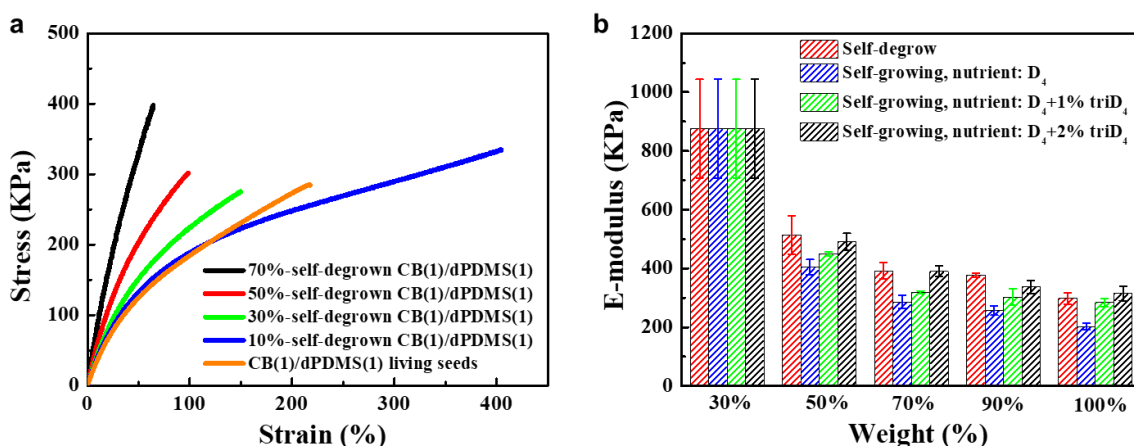 a
500
400
300
200
100
0
Stress (KPa)
70%-self-degrown CB(1)/dPDMS(1)
50%-self-degrown CB(1)/dPDMS(1)
30%-self-degrown CB(1)/dPDMS(1)
10%-self-degrown CB(1)/dPDMS(1)
CB(1)/dPDMS(1) living seeds
0 100 200 300 400
Strain (%)
b
1200
1000
800
600
400
200
0
E-modulus (KPa)
Self-degrow
Self-growing, nutrient: D₄
Self-growing, nutrient: D₄+1% triD₄
Self-growing, nutrient: D₄+2% triD₄
30% 50% 70% 90% 100%
Weight (%)